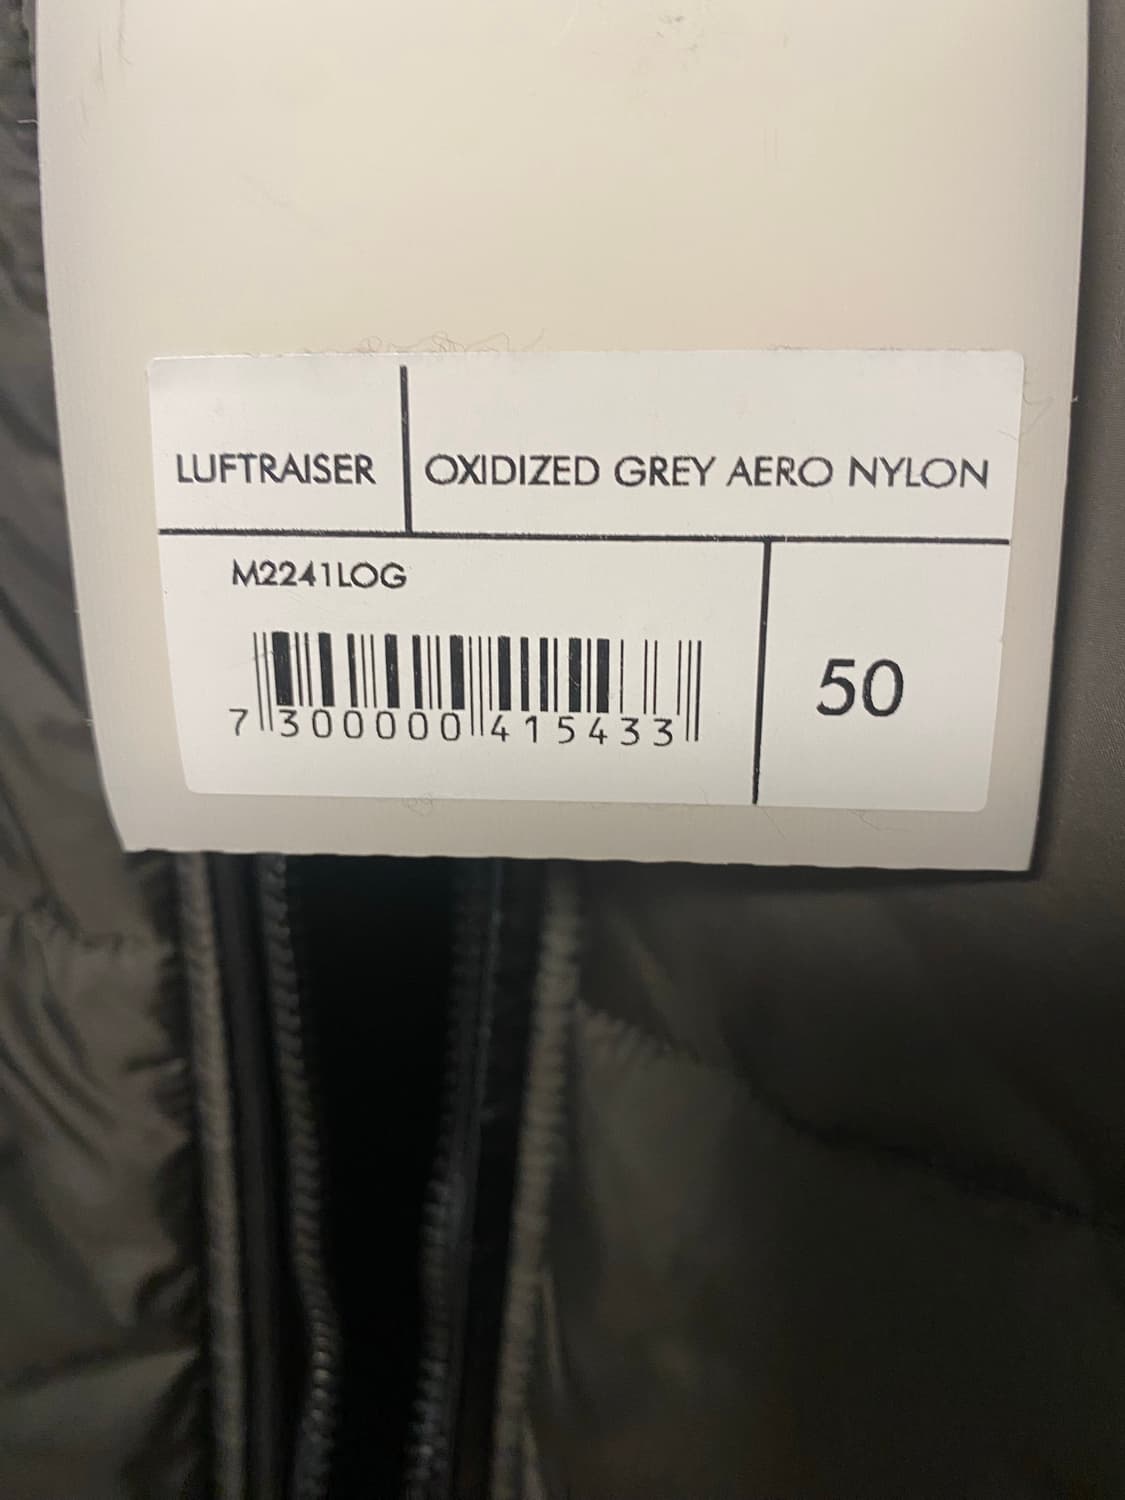 LUFTRAISER
OXIDIZED GREY AERO NYLON
M2241LOG
7 300000 415433
50